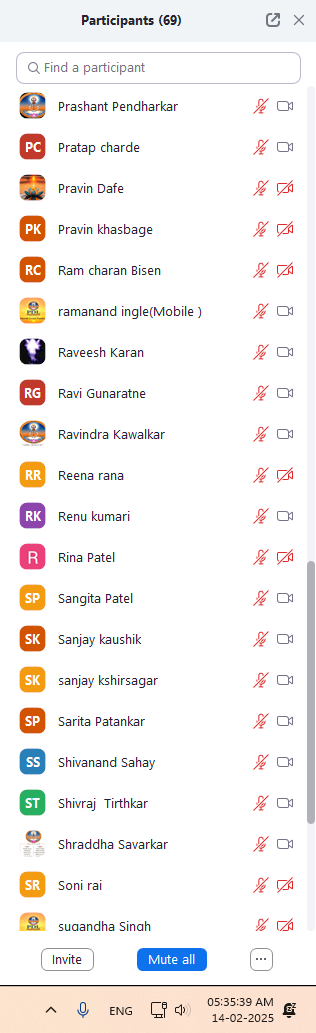 Participants (69)
Find a participant
Prashant Pendharkar
PC Pratap charde
Pravin Dafe
PK Pravin khasbage
RC Ram charan Bisen
ramanand ingle(Mobile )
Raveesh Karan
RG Ravi Gunaratne
Ravindra Kawalkar
RR Reena rana
RK Renu kumari
R Rina Patel
SP Sangita Patel
SK Sanjay kaushik
SK sanjay kshirsagar
SP Sarita Patankar
SS Shivanand Sahay
ST Shivraj Tirthkar
Shraddha Savarkar
SR Soni rai
sugandha Singh
Invite Mute all ...
ENG 05:35:39 AM
14-02-2025